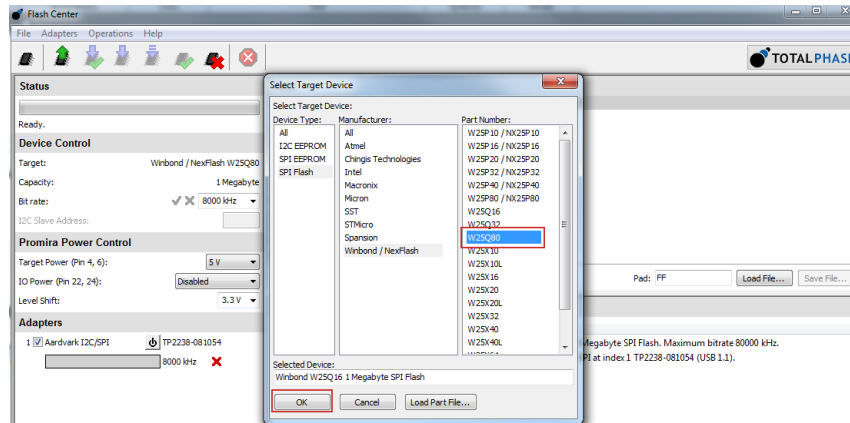 Flash Center
File Adapters Operations Help
TOTAL PHASE
Status
Ready.
Device Control
Target: Winbond / NexFlash W25Q80
Capacity: 1 Megabyte
Bit rate: 8000 kHz
I2C Slave Address:
Promira Power Control
Target Power (Pin 4, 6): 5 V
IO Power (Pin 22, 24): Disabled
Level Shift: 3.3 V
Adapters
1 Aardvark I2C/SPI TP2238-081054
8000 kHz
Select Target Device
Select Target Device:
Device Type: Manufacturer: Part Number:
All
I2C EEPROM
SPI EEPROM
SPI Flash
All
Atmel
Chingis Technologies
Intel
Macronix
Micron
SST
STMicro
Spansion
Winbond / NexFlash
W25P10 / NX25P10
W25P16 / NX25P16
W25P20 / NX25P20
W25P32 / NX25P32
W25P40 / NX25P40
W25P80 / NX25P80
W25Q16
W25Q32
W25Q80
W25X10
W25X10L
W25X16
W25X20
W25X20L
W25X32
W25X40
W25X40L
Selected Device:
Winbond W25Q16 1 Megabyte SPI Flash
OK Cancel Load Part File...
Pad: FF Load File... Save File...
Megabyte SPI Flash. Maximum bitrate 80000 kHz.
PI at index 1 TP2238-081054 (USB 1.1).